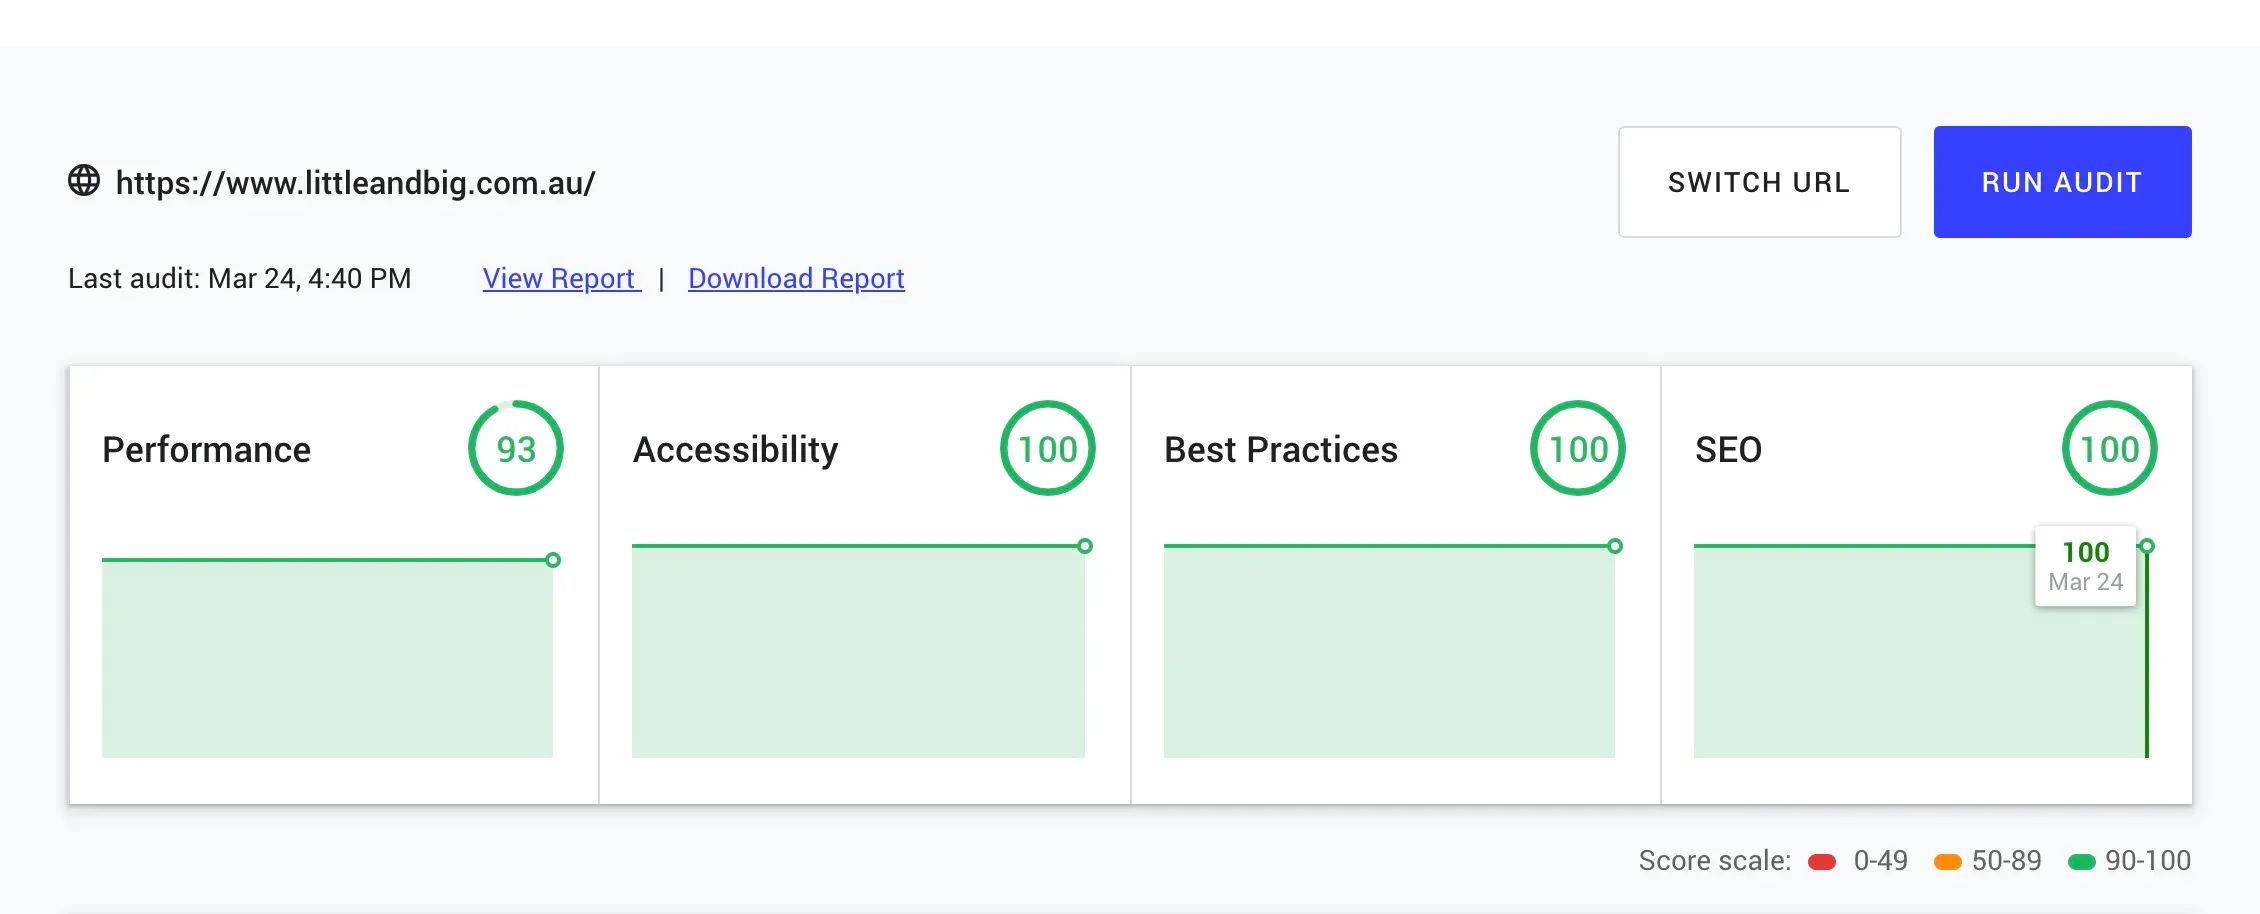 https://www.littleandbig.com.au/
SWITCH URL
RUN AUDIT
Last audit: Mar 24, 4:40 PM
View Report | Download Report
Performance
93
Accessibility
100
Best Practices
100
SEO
100
100
Mar 24
Score scale: 0-49 50-89 90-100